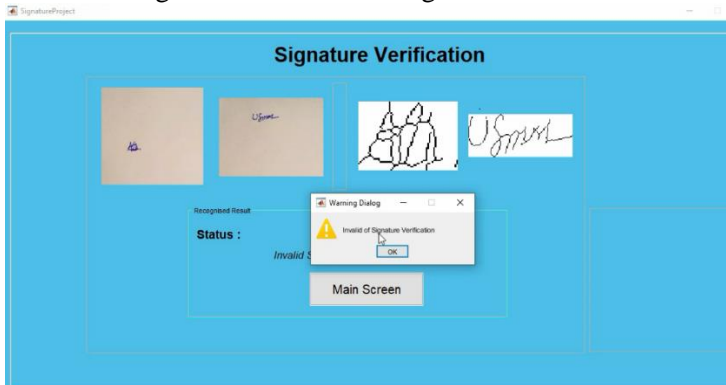 SignatureProject
Signature Verification
Recognised Result
Status :
Invalid S
Warning Dialog
Invalid of Signature Verification
OK
Main Screen